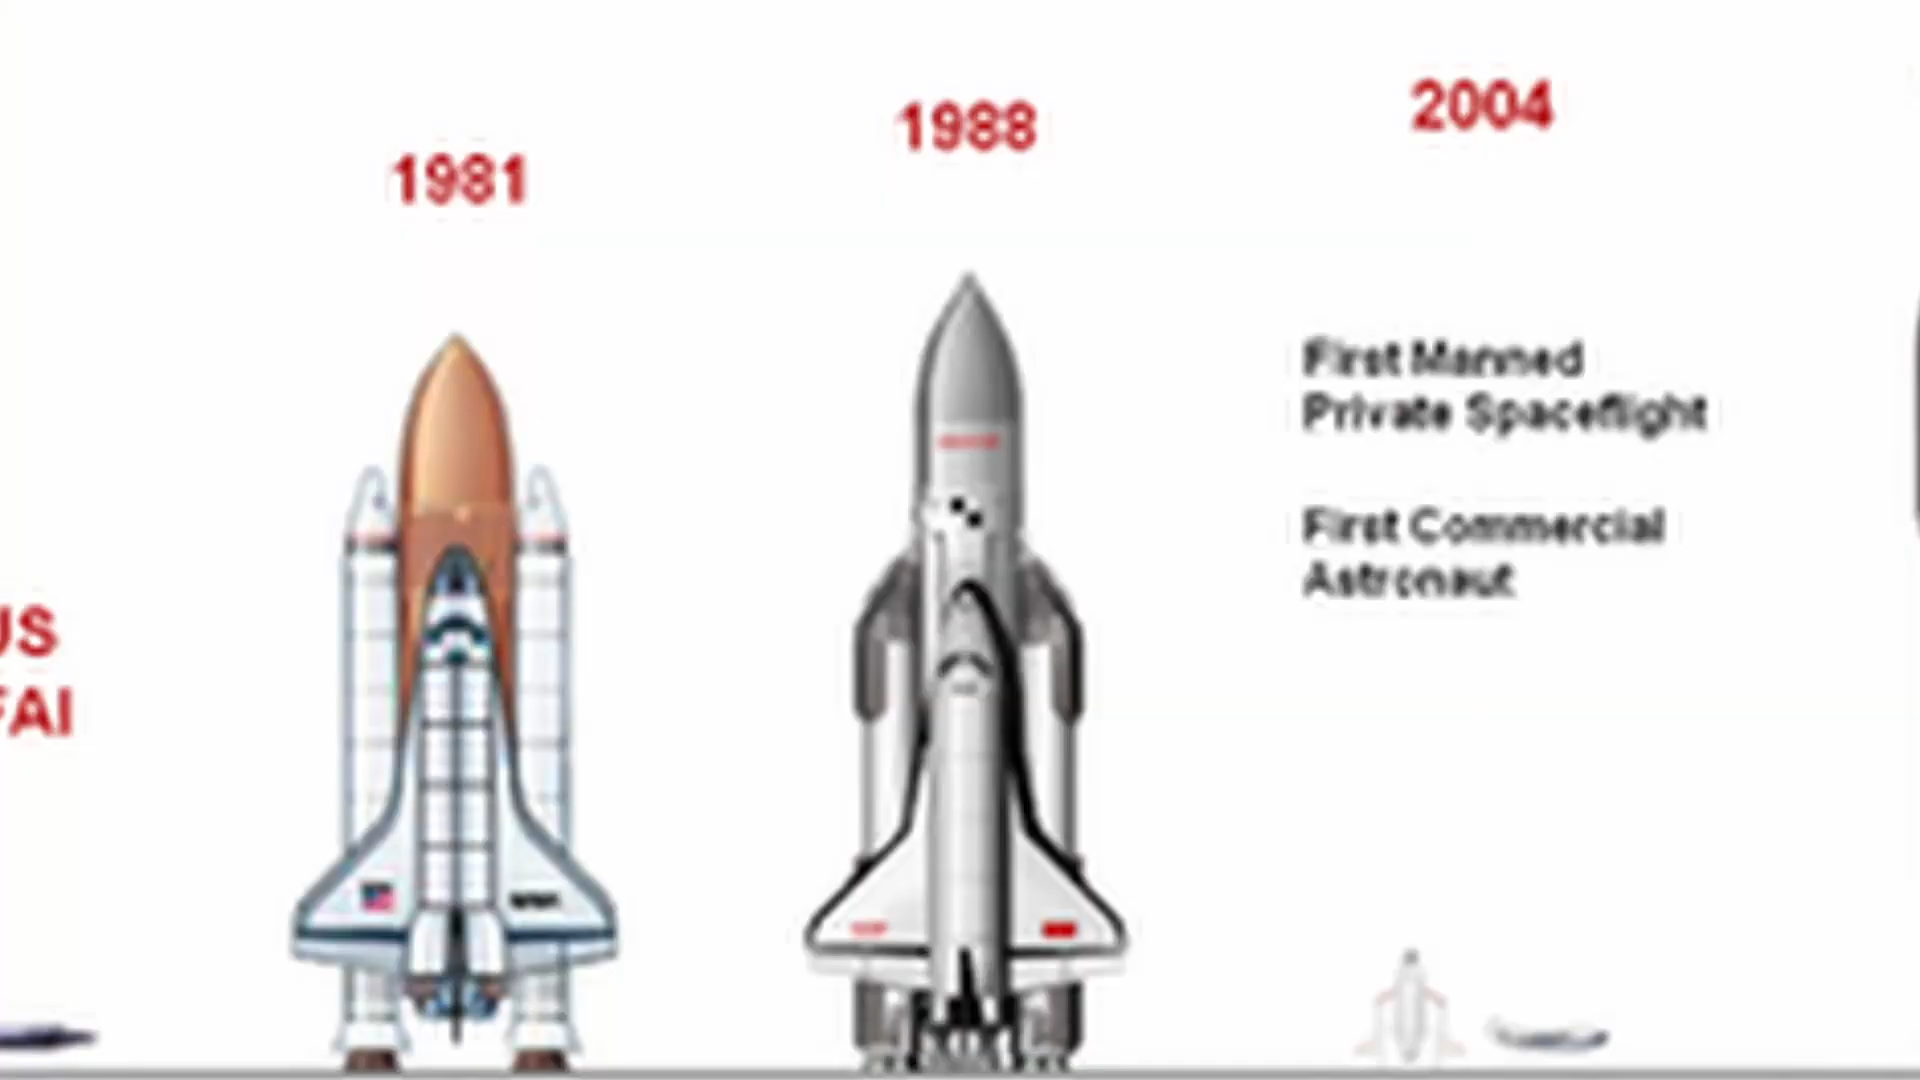 1981
1988
2004
First Manned
Private Spaceflight
First Commercial
Astronaut
US
FAI